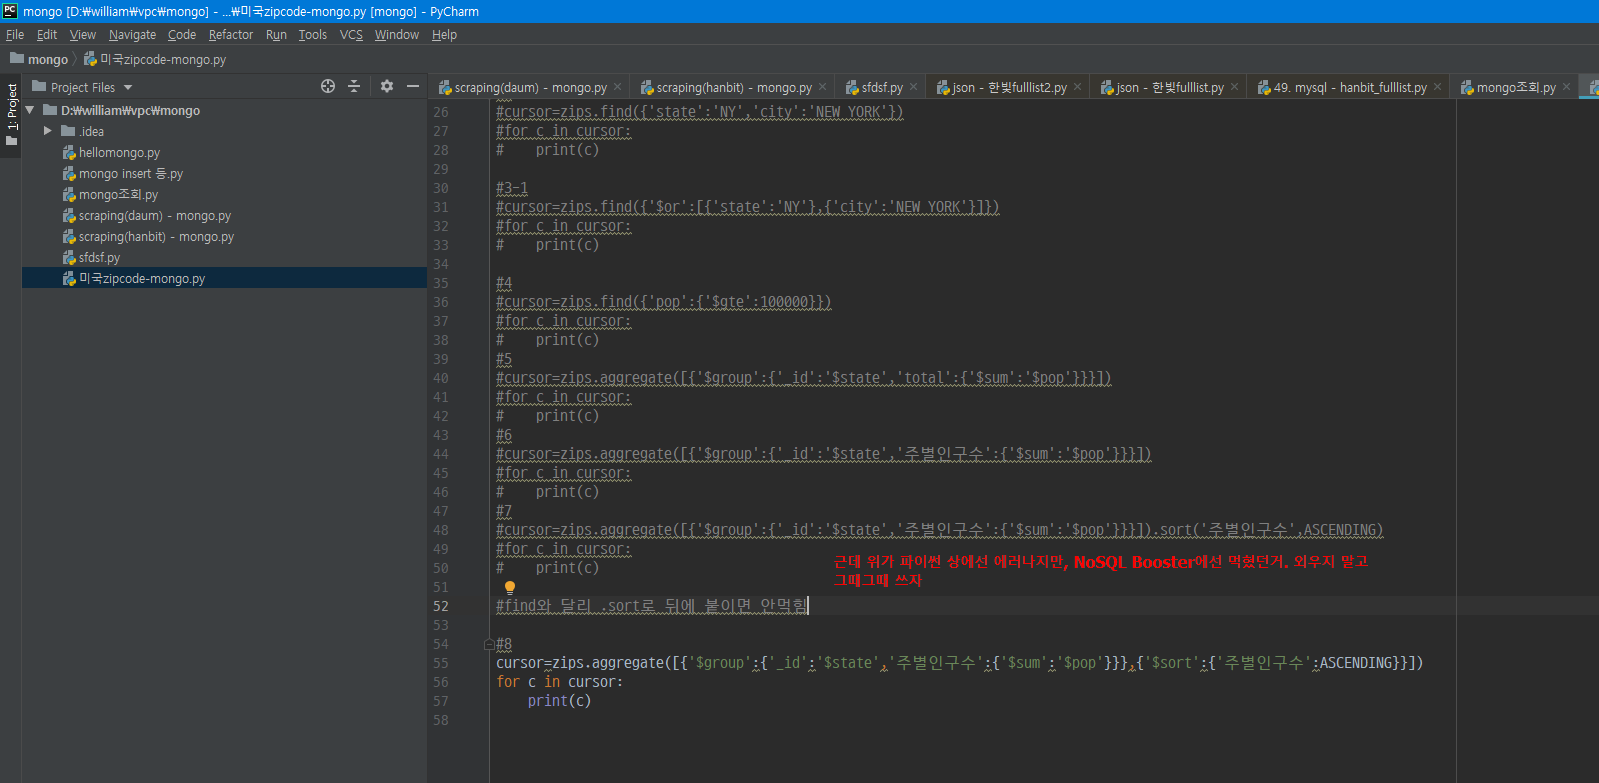 mongo [D:\william\vpc\mongo] - ...\미국zipcode-mongo.py [mongo] - PyCharm
File Edit View Navigate Code Refactor Run Tools VCS Window Help
mongo 미국zipcode-mongo.py
1: Project
Project Files
D:\william\vpc\mongo
.idea
hellomongo.py
mongo insert 등.py
mongo조회.py
scraping(daum) - mongo.py
scraping(hanbit) - mongo.py
sfdsf.py
미국zipcode-mongo.py
scraping(daum) - mongo.py scraping(hanbit) - mongo.py sfdsf.py json - 한빛fulllist2.py json - 한빛fulllist.py 49. mysql - hanbit_fulllist.py mongo조회.py
26 #cursor=zips.find({'state':'NY','city':'NEW YORK'})
27 #for c in cursor:
28 #    print(c)
29
30 #3-1
31 #cursor=zips.find({'$or':[{'state':'NY'},{'city':'NEW YORK'}]})
32 #for c in cursor:
33 #    print(c)
34
35 #4
36 #cursor=zips.find({'pop':{'$gte':100000}})
37 #for c in cursor:
38 #    print(c)
39 #5
40 #cursor=zips.aggregate([{'$group':{'_id':'$state','total':{'$sum':'$pop'}}}])
41 #for c in cursor:
42 #    print(c)
43 #6
44 #cursor=zips.aggregate([{'$group':{'_id':'$state','주별인구수':{'$sum':'$pop'}}}])
45 #for c in cursor:
46 #    print(c)
47 #7
48 #cursor=zips.aggregate([{'$group':{'_id':'$state','주별인구수':{'$sum':'$pop'}}}]).sort('주별인구수',ASCENDING)
49 #for c in cursor:
50 #    print(c)
근데 위가 파이썬 상에선 에러나지만, NoSQL Booster에선 먹혔던거. 외우지 말고
그때그때 쓰자
51
52 #find와 달리 .sort로 뒤에 붙이면 안먹힘
53
54 #8
55 cursor=zips.aggregate([{'$group':{'_id':'$state','주별인구수':{'$sum':'$pop'}}},{'$sort':{'주별인구수':ASCENDING}}])
56 for c in cursor:
57     print(c)
58